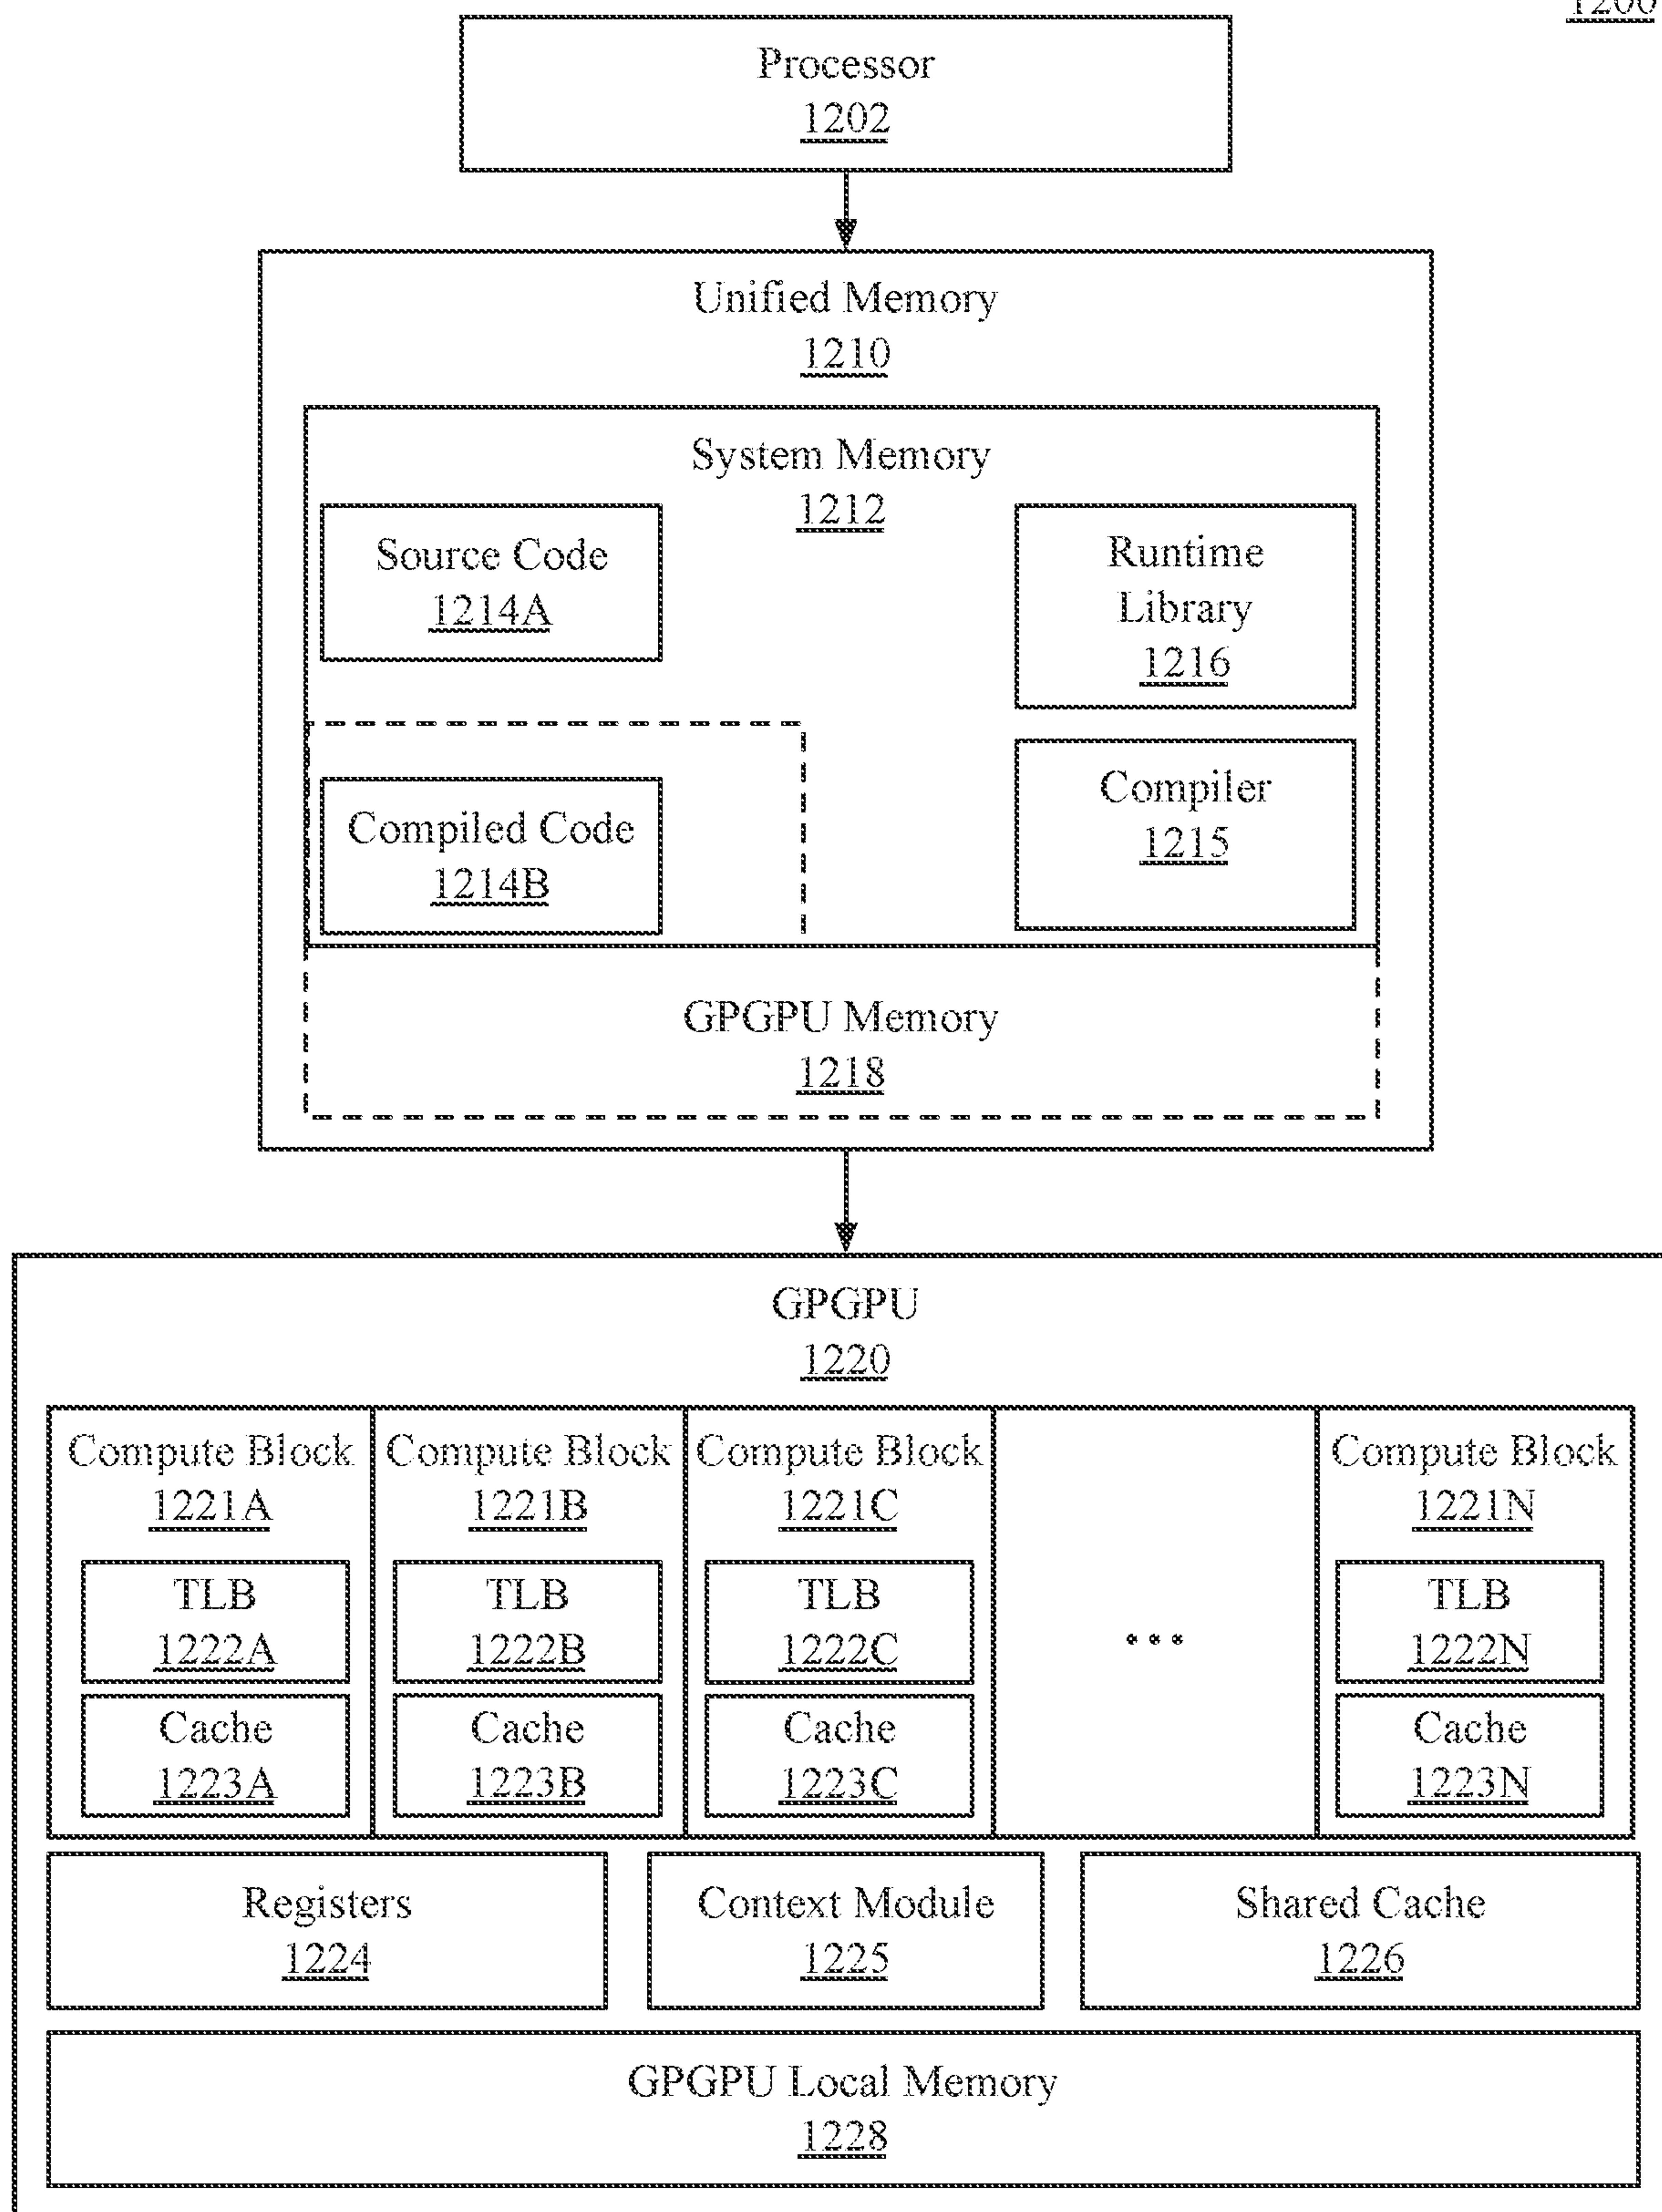 1200
Processor
1202
Unified Memory
1210
System Memory
1212
Source Code
1214A
Runtime
Library
1216
Compiled Code
1214B
Compiler
1215
GPGPU Memory
1218
GPGPU
1220
Compute Block
1221A
TLB
1222A
Cache
1223A
Compute Block
1221B
TLB
1222B
Cache
1223B
Compute Block
1221C
TLB
1222C
Cache
1223C
...
Compute Block
1221N
TLB
1222N
Cache
1223N
Registers
1224
Context Module
1225
Shared Cache
1226
GPGPU Local Memory
1228